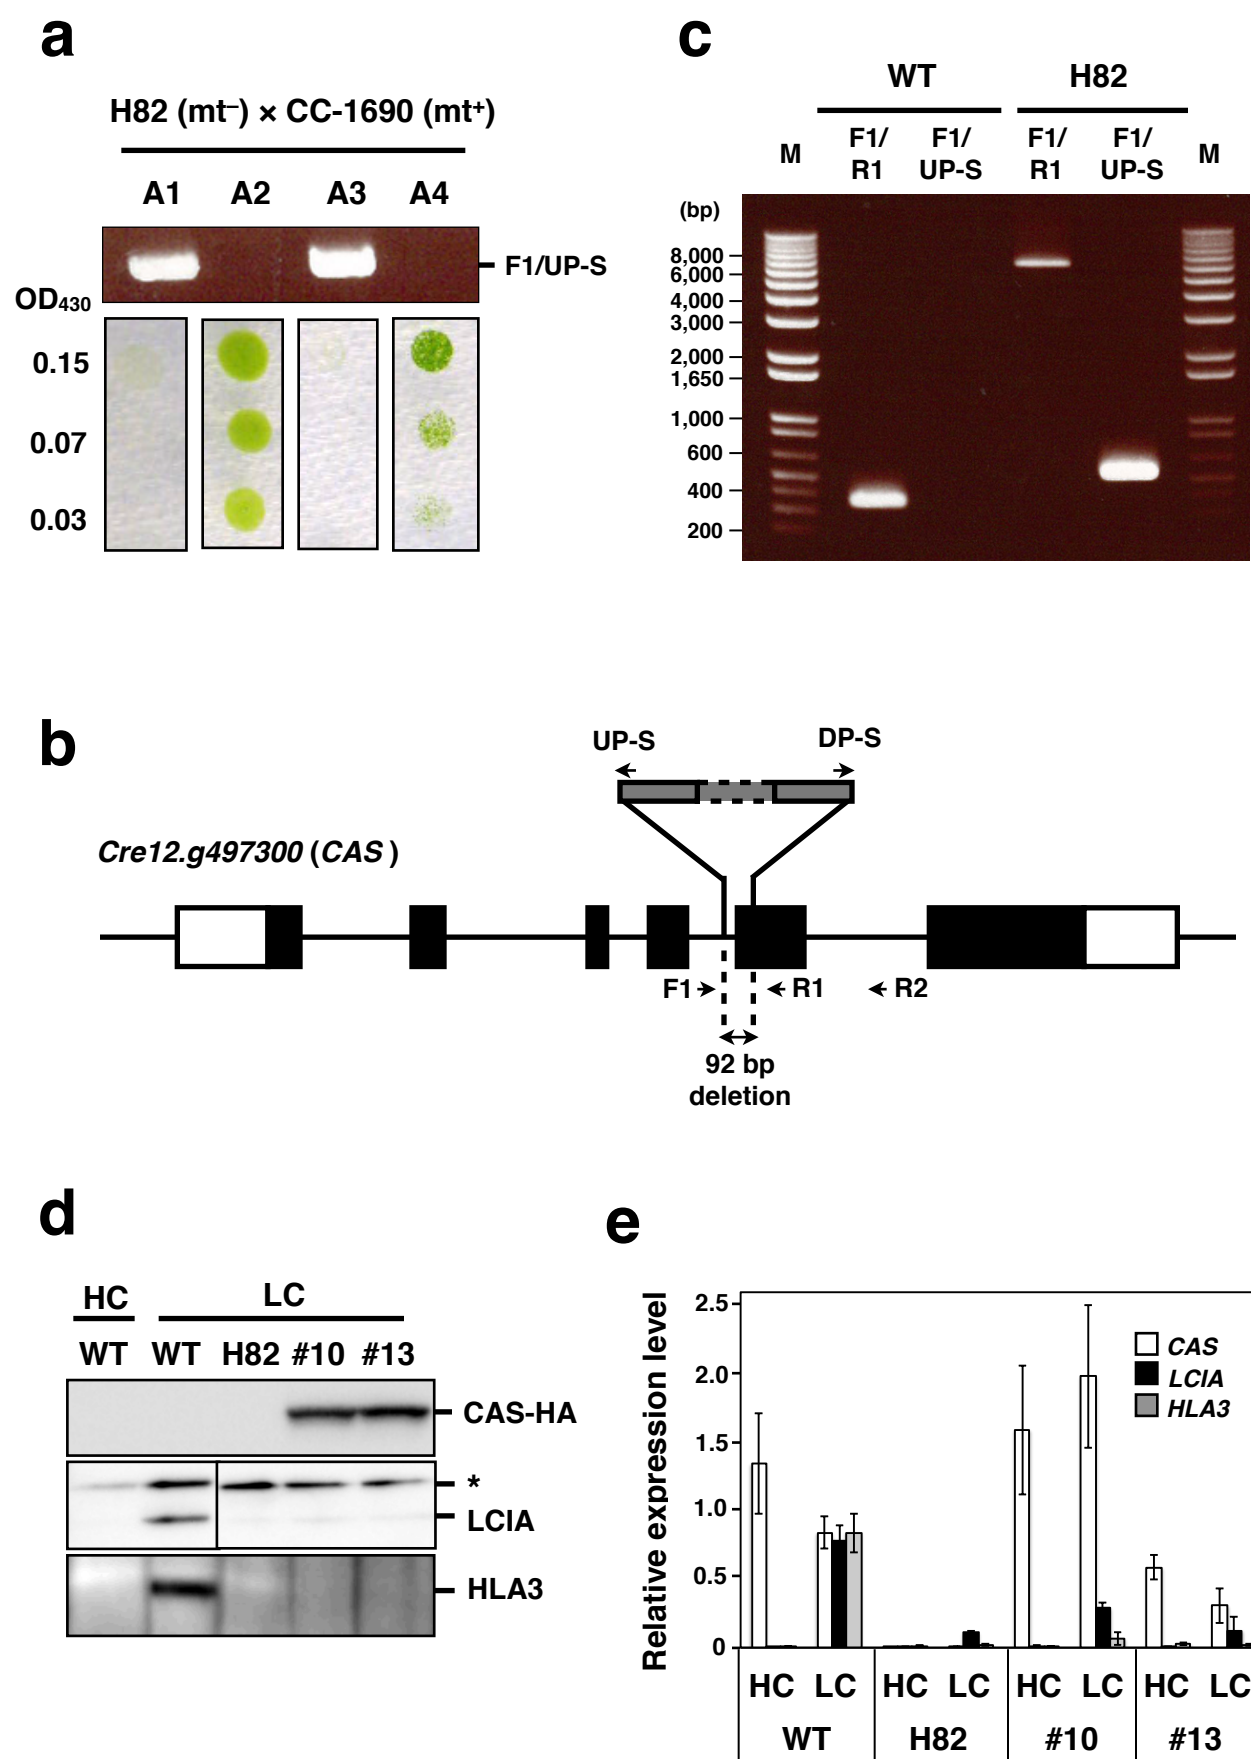 a
H82 (mt⁻) × CC-1690 (mt⁺)
A1 A2 A3 A4
F1/UP-S
OD₄₃₀
0.15
0.07
0.03
c
WT H82
M F1/R1 F1/UP-S F1/R1 F1/UP-S M
(bp)
8,000
6,000
4,000
3,000
2,000
1,650
1,000
600
400
200
b
UP-S DP-S
Cre12.g497300 (CAS)
F1 R1 R2
92 bp
deletion
d
HC LC
WT WT H82 #10 #13
CAS-HA
*
LCIA
HLA3
e
Relative expression level
2.5
2.0
1.5
1.0
0.5
0
CAS
LCIA
HLA3
HC LC HC LC HC LC HC LC
WT H82 #10 #13